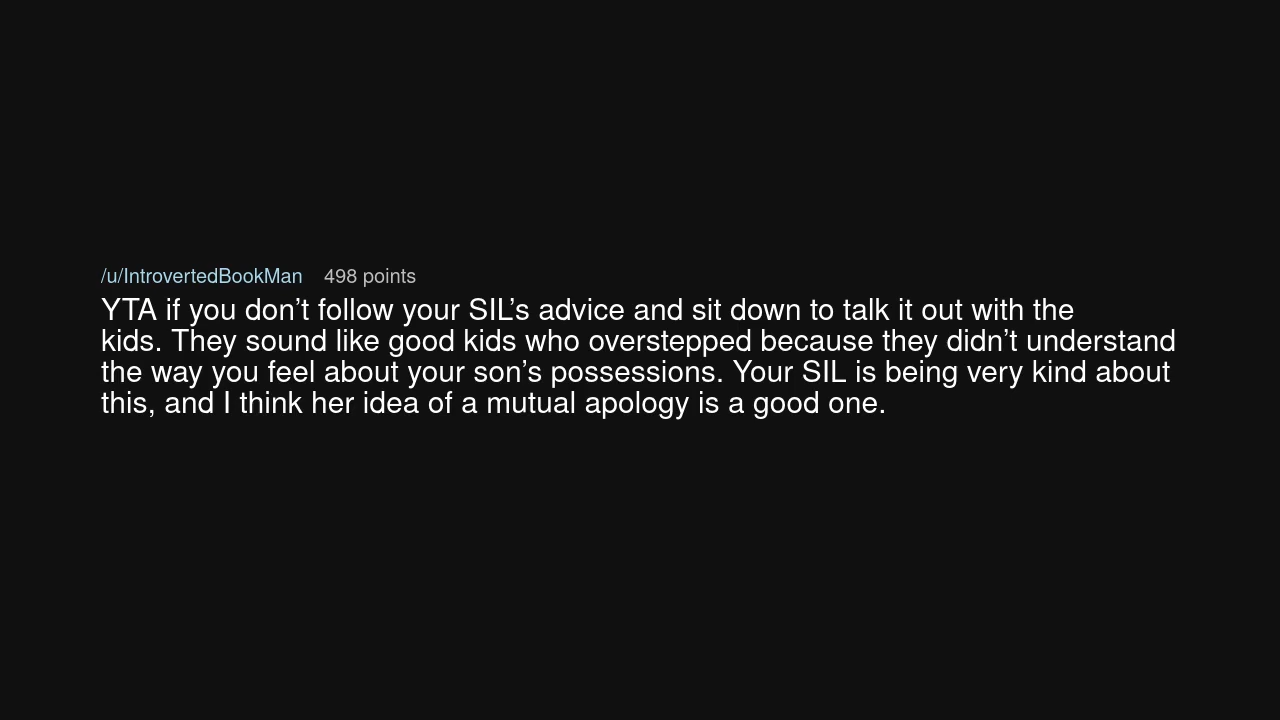 /u/IntrovertedBookMan 498 points
YTA if you don’t follow your SIL’s advice and sit down to talk it out with the
kids. They sound like good kids who overstepped because they didn’t understand
the way you feel about your son’s possessions. Your SIL is being very kind about
this, and I think her idea of a mutual apology is a good one.